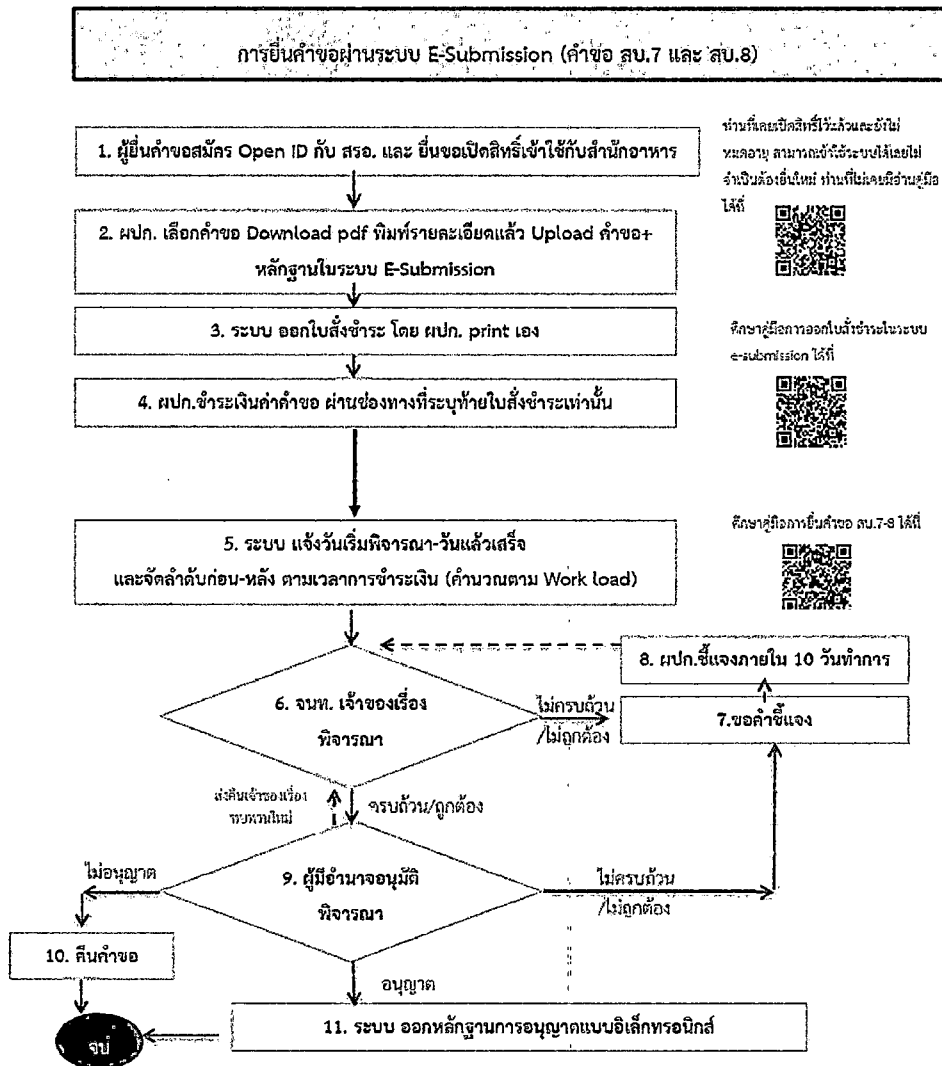 การยื่นคำขอผ่านระบบ E-Submission (คำขอ สบ.7 และ สบ.8)
1. ผู้ยื่นคำขอสมัคร Open ID กับ สรอ. และ ยื่นขอเปิดสิทธิ์เข้าใช้กับสำนักอาหาร
ท่านที่เคยเปิดสิทธิ์ไว้แล้วและยังไม่
หมดอายุ สามารถเข้าใช้ระบบได้เลยไม่
จำเป็นต้องยื่นใหม่ ท่านที่ไม่เคยมีอ่านคู่มือ
ได้ที่
2. ผปก. เลือกคำขอ Download pdf พิมพ์รายละเอียดแล้ว Upload คำขอ+
หลักฐานในระบบ E-Submission
3. ระบบ ออกใบสั่งชำระ โดย ผปก. print เอง
ศึกษาคู่มือการออกใบสั่งชำระในระบบ
e-submission ได้ที่
4. ผปก.ชำระเงินค่าคำขอ ผ่านช่องทางที่ระบุท้ายใบสั่งชำระเท่านั้น
ศึกษาคู่มือการยื่นคำขอ สบ.7-8 ได้ที่
5. ระบบ แจ้งวันเริ่มพิจารณา-วันแล้วเสร็จ
และจัดลำดับก่อน-หลัง ตามเวลาการชำระเงิน (คำนวณตาม Work load)
8. ผปก.ชี้แจงภายใน 10 วันทำการ
6. จนท. เจ้าของเรื่อง
พิจารณา
ไม่ครบถ้วน
/ไม่ถูกต้อง
7.ขอคำชี้แจง
ส่งคืนเจ้าของเรื่อง
ทบทวนใหม่
ครบถ้วน/ถูกต้อง
ไม่อนุญาต
9. ผู้มีอำนาจอนุมัติ
พิจารณา
ไม่ครบถ้วน
/ไม่ถูกต้อง
10. คืนคำขอ
อนุญาต
11. ระบบ ออกหลักฐานการอนุญาตแบบอิเล็กทรอนิกส์
จบ